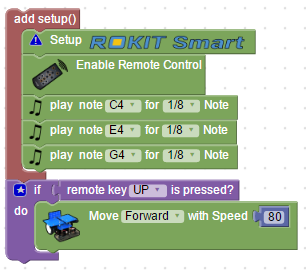 add setup()
Setup ROKIT Smart
Enable Remote Control
play note C4 for 1/8 Note
play note E4 for 1/8 Note
play note G4 for 1/8 Note
if remote key UP is pressed?
do Move Forward with Speed 80